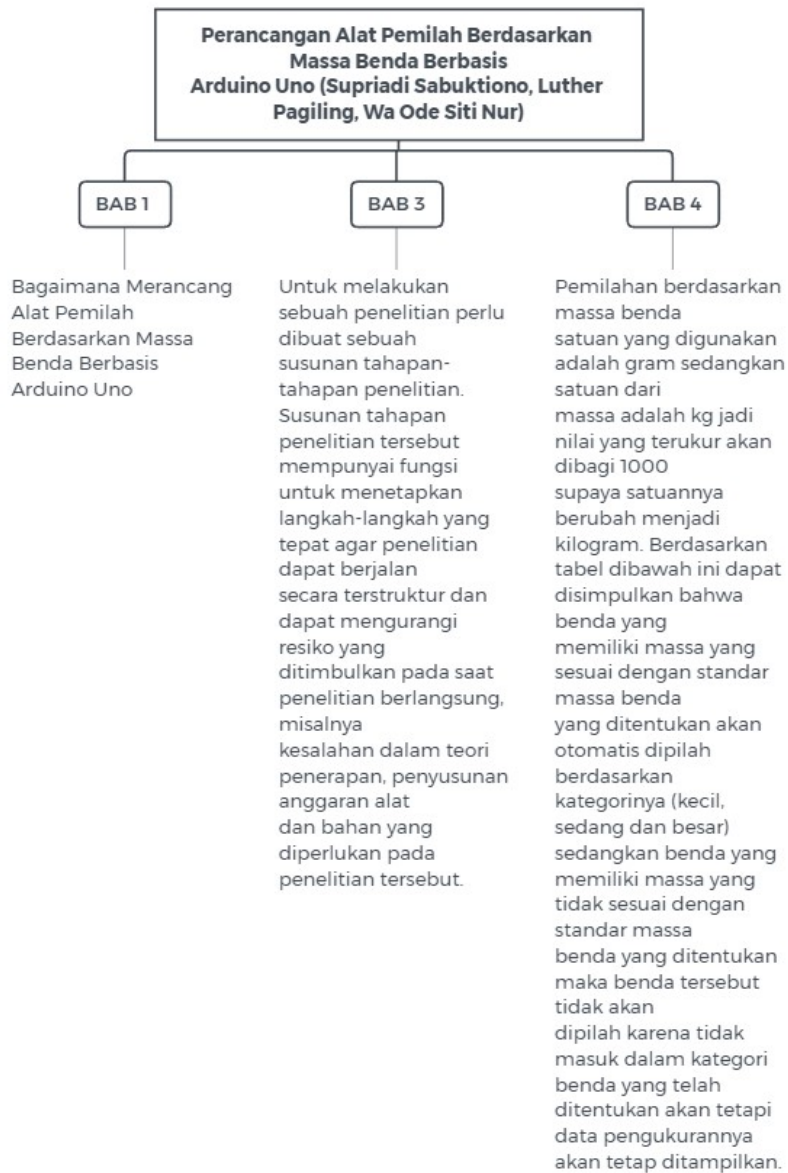 Perancangan Alat Pemilah Berdasarkan
Massa Benda Berbasis
Arduino Uno (Supriadi Sabuktiono, Luther
Pagiling, Wa Ode Siti Nur)
BAB 1
Bagaimana Merancang
Alat Pemilah
Berdasarkan Massa
Benda Berbasis
Arduino Uno
BAB 3
Untuk melakukan
sebuah penelitian perlu
dibuat sebuah
susunan tahapan-
tahapan penelitian.
Susunan tahapan
penelitian tersebut
mempunyai fungsi
untuk menetapkan
langkah-langkah yang
tepat agar penelitian
dapat berjalan
secara terstruktur dan
dapat mengurangi
resiko yang
ditimbulkan pada saat
penelitian berlangsung,
misalnya
kesalahan dalam teori
penerapan, penyusunan
anggaran alat
dan bahan yang
diperlukan pada
penelitian tersebut.
BAB 4
Pemilahan berdasarkan
massa benda
satuan yang digunakan
adalah gram sedangkan
satuan dari
massa adalah kg jadi
nilai yang terukur akan
dibagi 1000
supaya satuannya
berubah menjadi
kilogram. Berdasarkan
tabel dibawah ini dapat
disimpulkan bahwa
benda yang
memiliki massa yang
sesuai dengan standar
massa benda
yang ditentukan akan
otomatis dipilah
berdasarkan
kategorinya (kecil,
sedang dan besar)
sedangkan benda yang
memiliki massa yang
tidak sesuai dengan
standar massa
benda yang ditentukan
maka benda tersebut
tidak akan
dipilah karena tidak
masuk dalam kategori
benda yang telah
ditentukan akan tetapi
data pengukurannya
akan tetap ditampilkan.